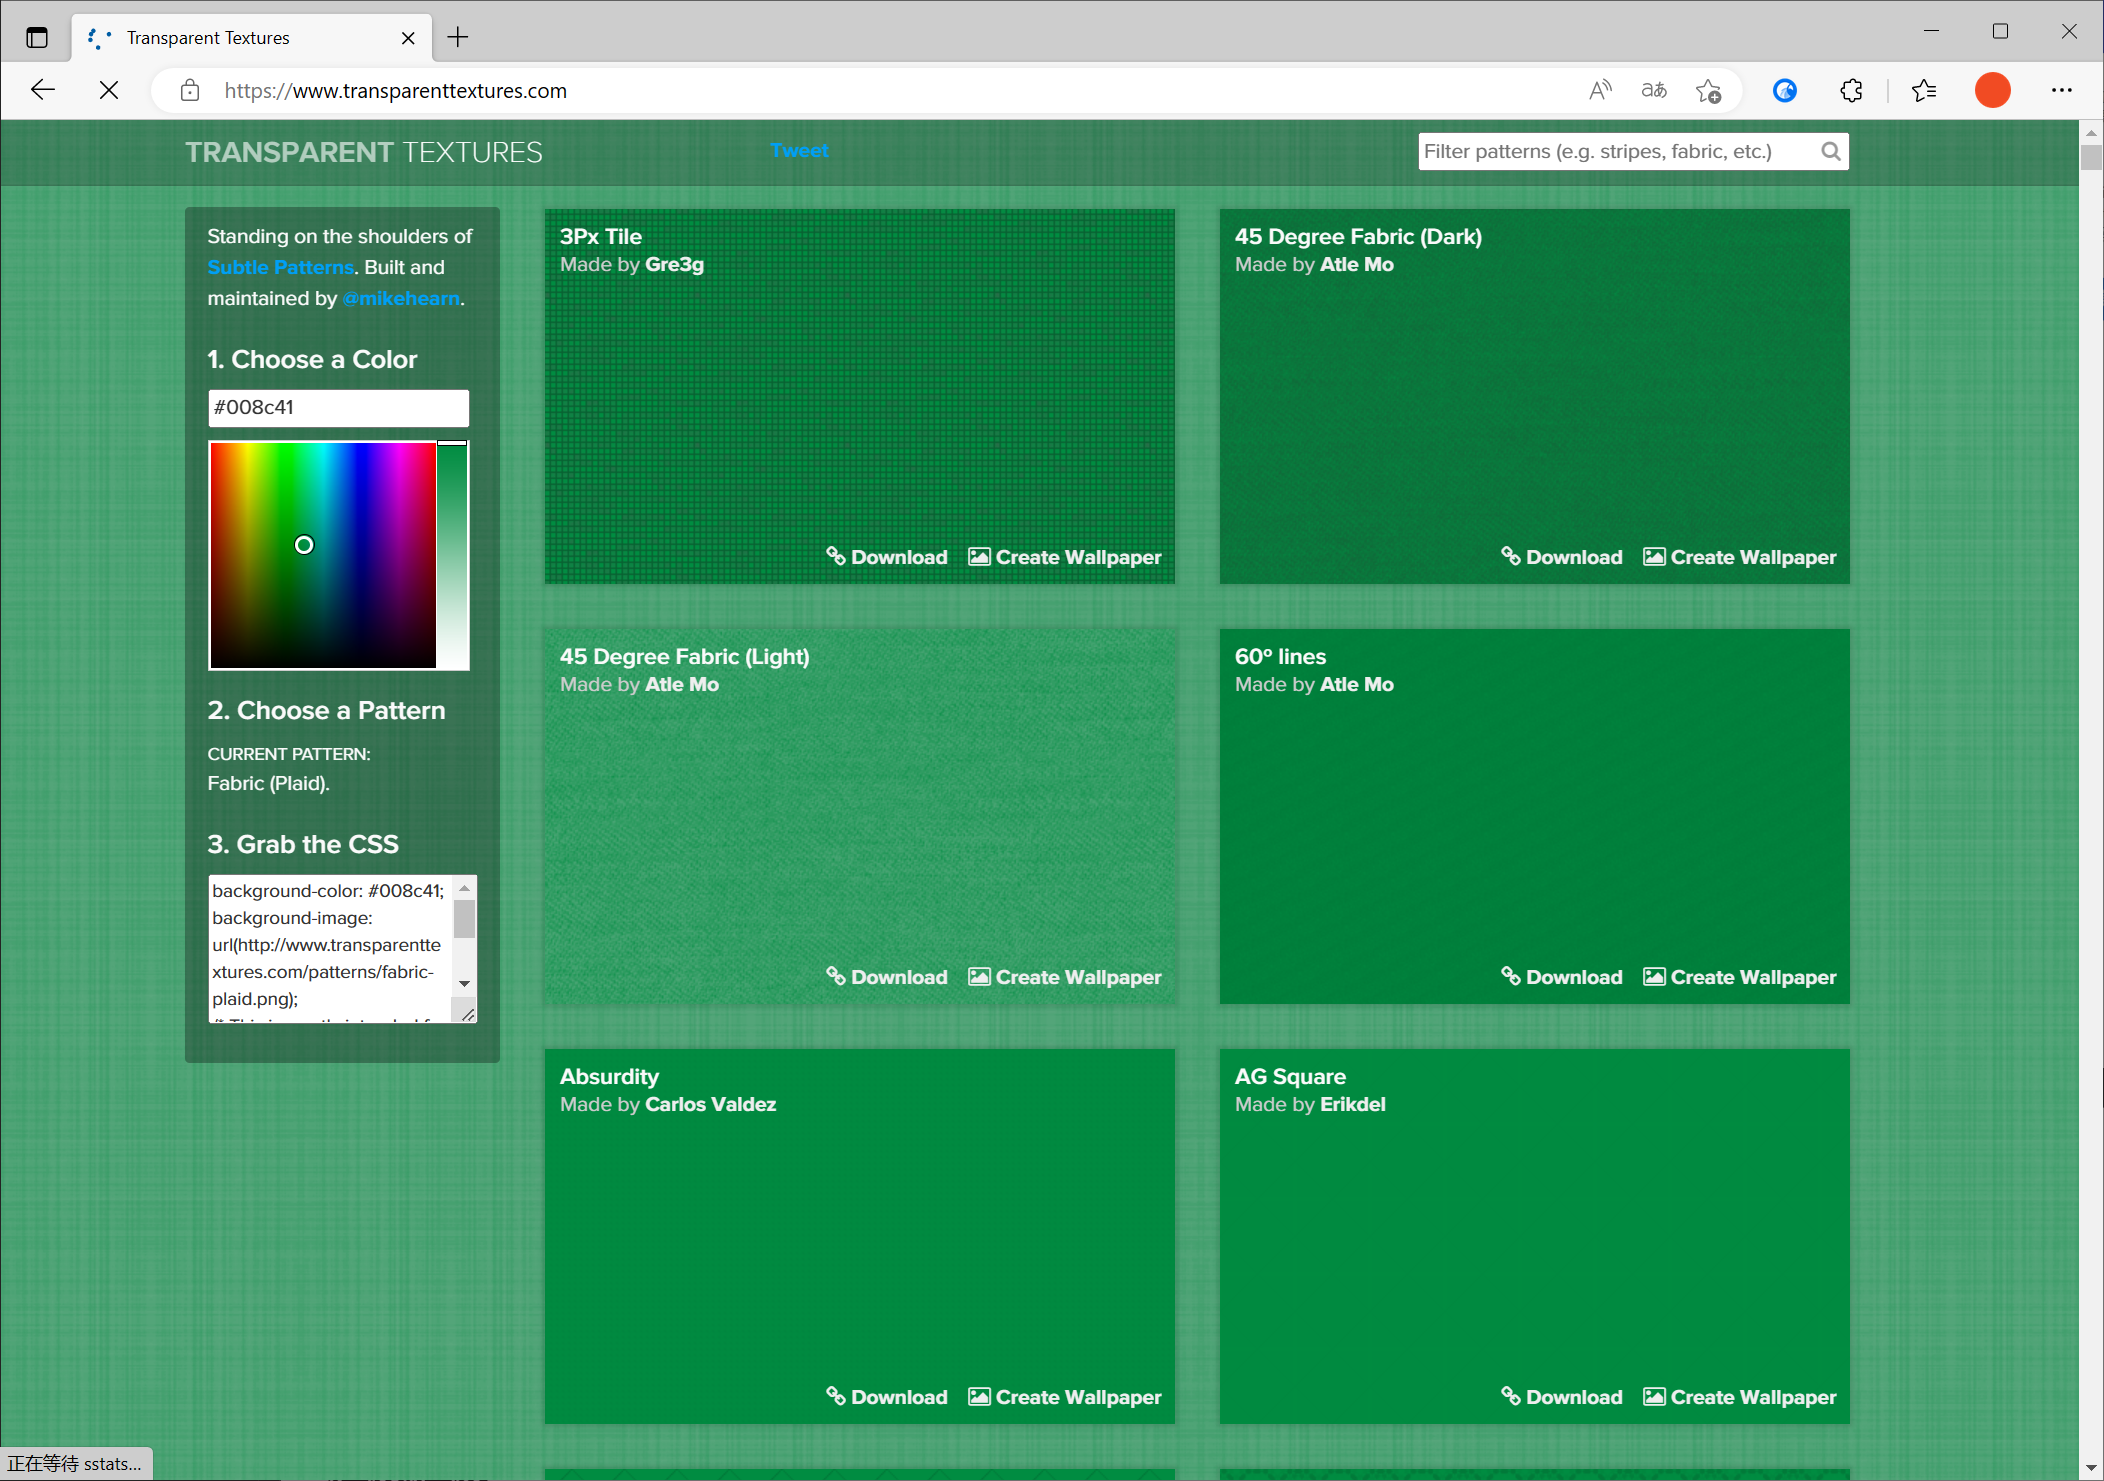 Transparent Textures
https://www.transparenttextures.com
TRANSPARENT TEXTURES
Tweet
Filter patterns (e.g. stripes, fabric, etc.)
Standing on the shoulders of
Subtle Patterns. Built and
maintained by @mikehearn.
1. Choose a Color
#008c41
2. Choose a Pattern
CURRENT PATTERN:
Fabric (Plaid).
3. Grab the CSS
background-color: #008c41;
background-image:
url(http://www.transparentte
xtures.com/patterns/fabric-
plaid.png);
3Px Tile
Made by Gre3g
Download Create Wallpaper
45 Degree Fabric (Dark)
Made by Atle Mo
Download Create Wallpaper
45 Degree Fabric (Light)
Made by Atle Mo
Download Create Wallpaper
60º lines
Made by Atle Mo
Download Create Wallpaper
Absurdity
Made by Carlos Valdez
Download Create Wallpaper
AG Square
Made by Erikdel
Download Create Wallpaper
正在等待 sstats...